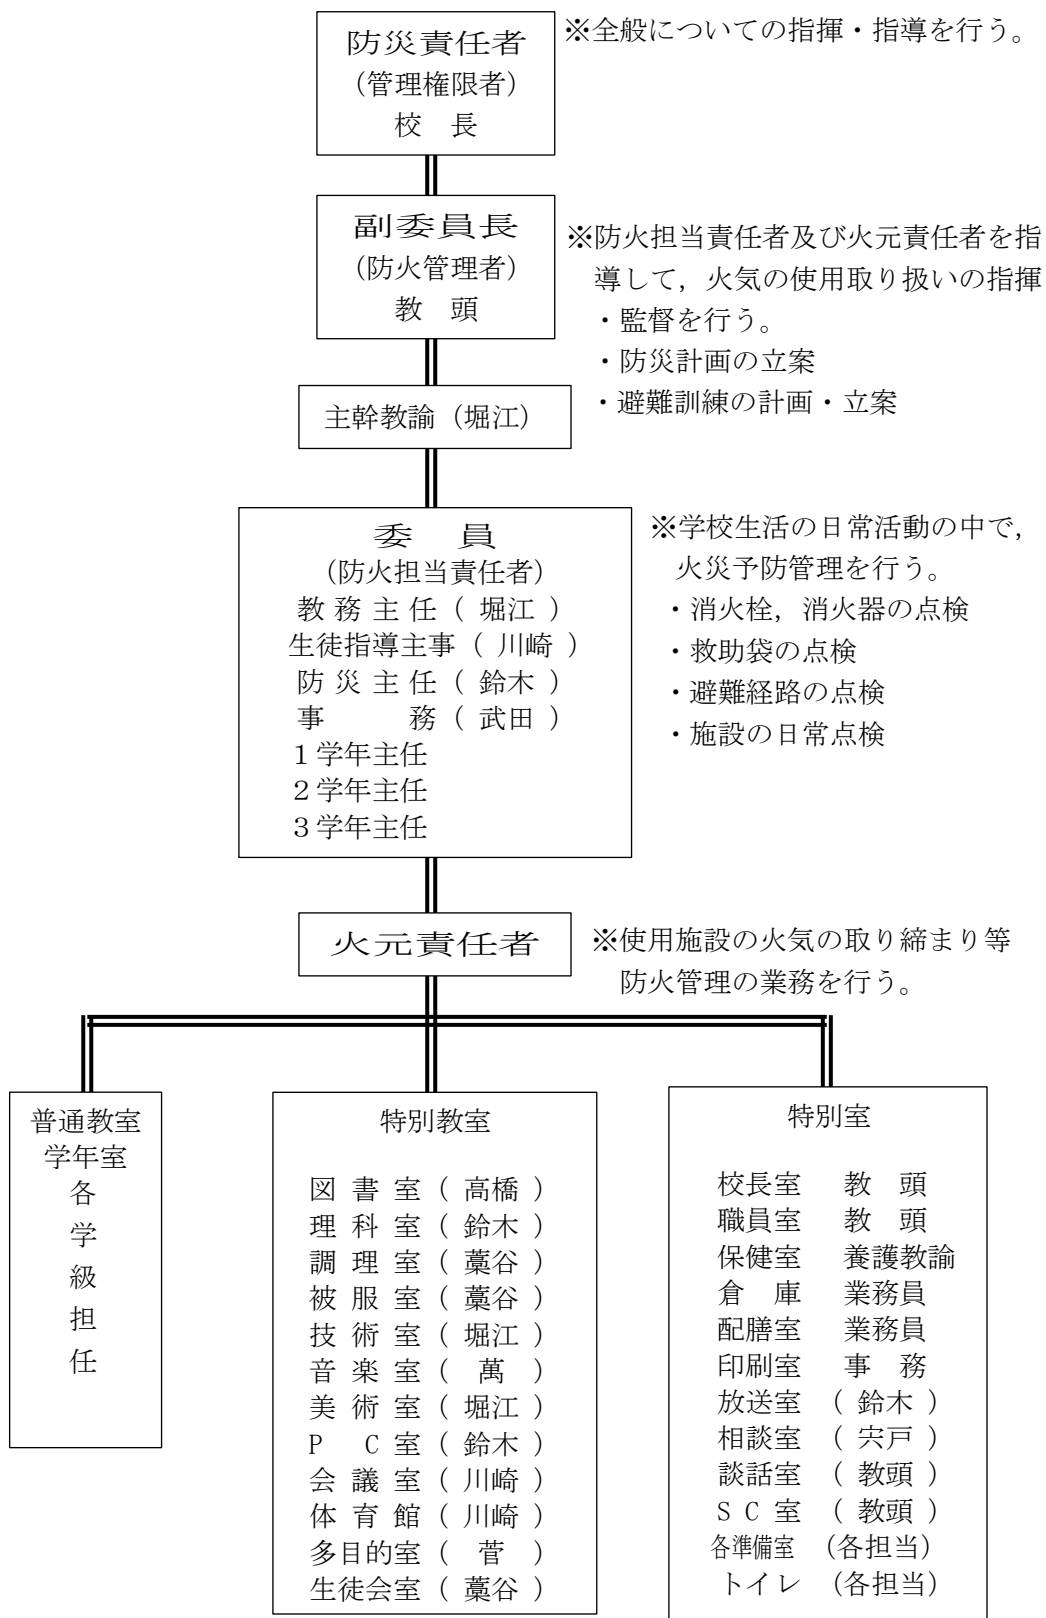 防災責任者
(管理権限者)
校　長
※全般についての指揮・指導を行う。
副委員長
(防火管理者)
教　頭
※防火担当責任者及び火元責任者を指
導して，火気の使用取り扱いの指揮
・監督を行う。
・防災計画の立案
・避難訓練の計画・立案
主幹教諭（堀江）
委　員
(防火担当責任者)
教務主任（ 堀江 ）
生徒指導主事（ 川崎 ）
防災主任（ 鈴木 ）
事　　務（ 武田 ）
１学年主任
２学年主任
３学年主任
※学校生活の日常活動の中で，
火災予防管理を行う。
・消火栓，消火器の点検
・救助袋の点検
・避難経路の点検
・施設の日常点検
火元責任者
※使用施設の火気の取り締まり等
防火管理の業務を行う。
普通教室
学年室
各
学
級
担
任
特別教室
図書室（ 高橋 ）
理科室（ 鈴木 ）
調理室（ 藁谷 ）
被服室（ 藁谷 ）
技術室（ 堀江 ）
音楽室（ 萬 ）
美術室（ 堀江 ）
P C室（ 鈴木 ）
会議室（ 川崎 ）
体育館（ 川崎 ）
多目的室（ 菅 ）
生徒会室（ 藁谷 ）
特別室
校長室　教　頭
職員室　教　頭
保健室　養護教諭
倉　庫　業務員
配膳室　業務員
印刷室　事　務
放送室　（ 鈴木 ）
相談室　（ 宍戸 ）
談話室　（ 教頭 ）
ＳＣ室　（ 教頭 ）
各準備室　（各担当）
トイレ　（各担当）